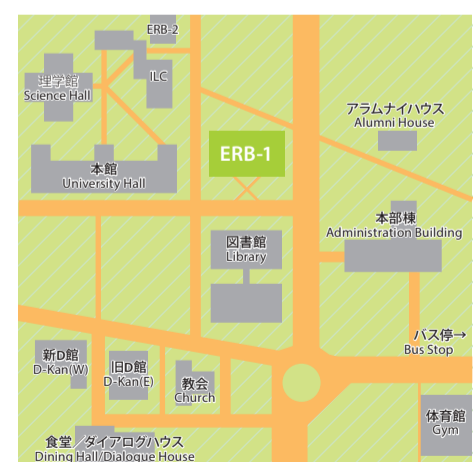 ERB-2
理学館
Science Hall
ILC
アラムナイハウス
Alumni House
ERB-1
本館
University Hall
本部棟
Administration Building
図書館
Library
バス停→
Bus Stop
新D館
D-Kan(W)
旧D館
D-Kan(E)
教会
Church
体育館
Gym
食堂／ダイアログハウス
Dining Hall/Dialogue House